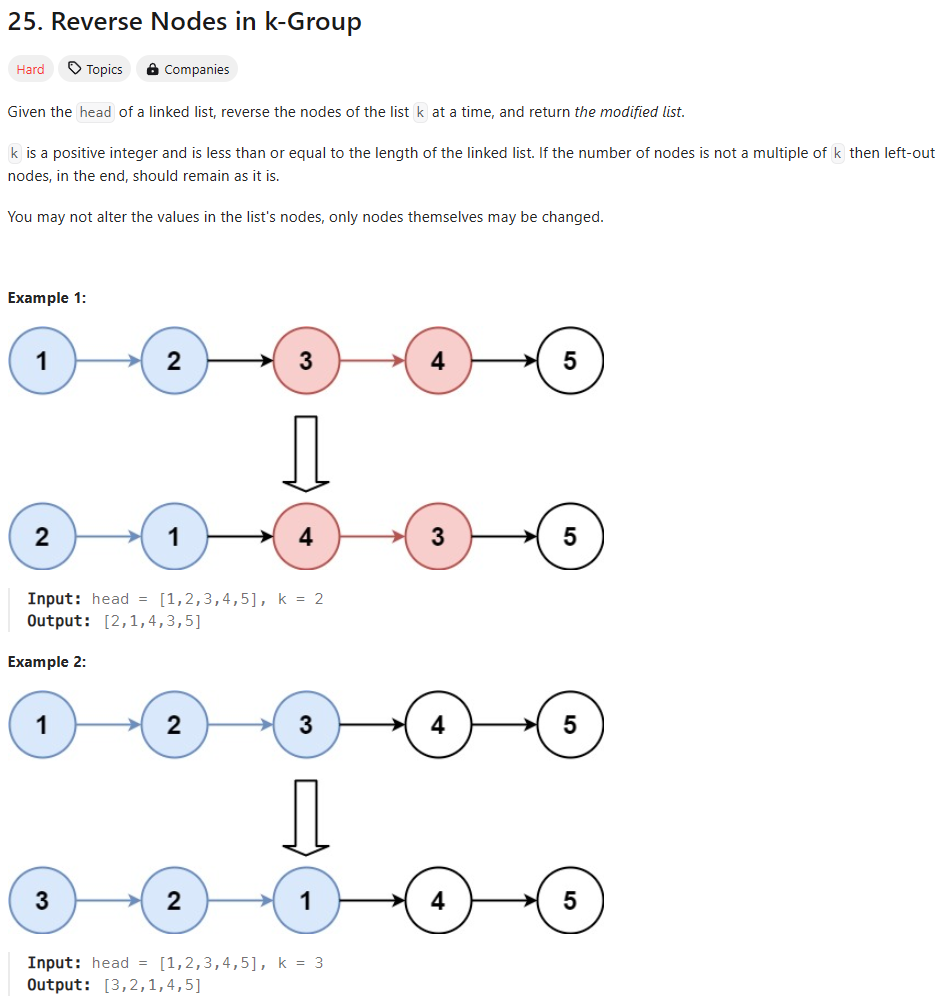 25. Reverse Nodes in k-Group
Hard Topics Companies
Given the head of a linked list, reverse the nodes of the list k at a time, and return the modified list.
k is a positive integer and is less than or equal to the length of the linked list. If the number of nodes is not a multiple of k then left-out
nodes, in the end, should remain as it is.
You may not alter the values in the list's nodes, only nodes themselves may be changed.
Example 1:
1 2 3 4 5
2 1 4 3 5
Input: head = [1,2,3,4,5], k = 2
Output: [2,1,4,3,5]
Example 2:
1 2 3 4 5
3 2 1 4 5
Input: head = [1,2,3,4,5], k = 3
Output: [3,2,1,4,5]